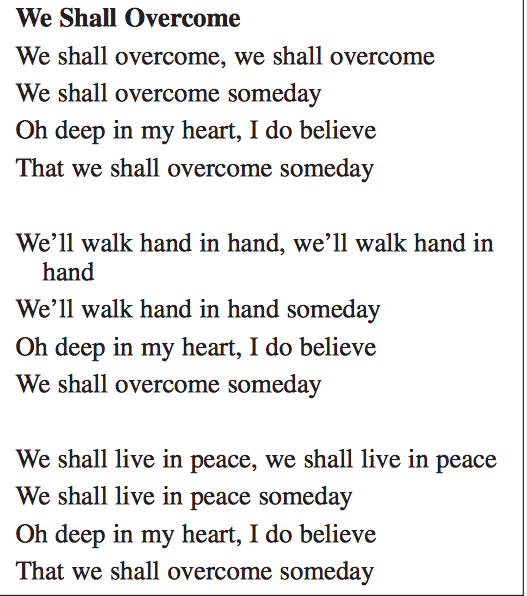 We Shall Overcome
We shall overcome, we shall overcome
We shall overcome someday
Oh deep in my heart, I do believe
That we shall overcome someday
We’ll walk hand in hand, we’ll walk hand in
hand
We’ll walk hand in hand someday
Oh deep in my heart, I do believe
We shall overcome someday
We shall live in peace, we shall live in peace
We shall live in peace someday
Oh deep in my heart, I do believe
That we shall overcome someday